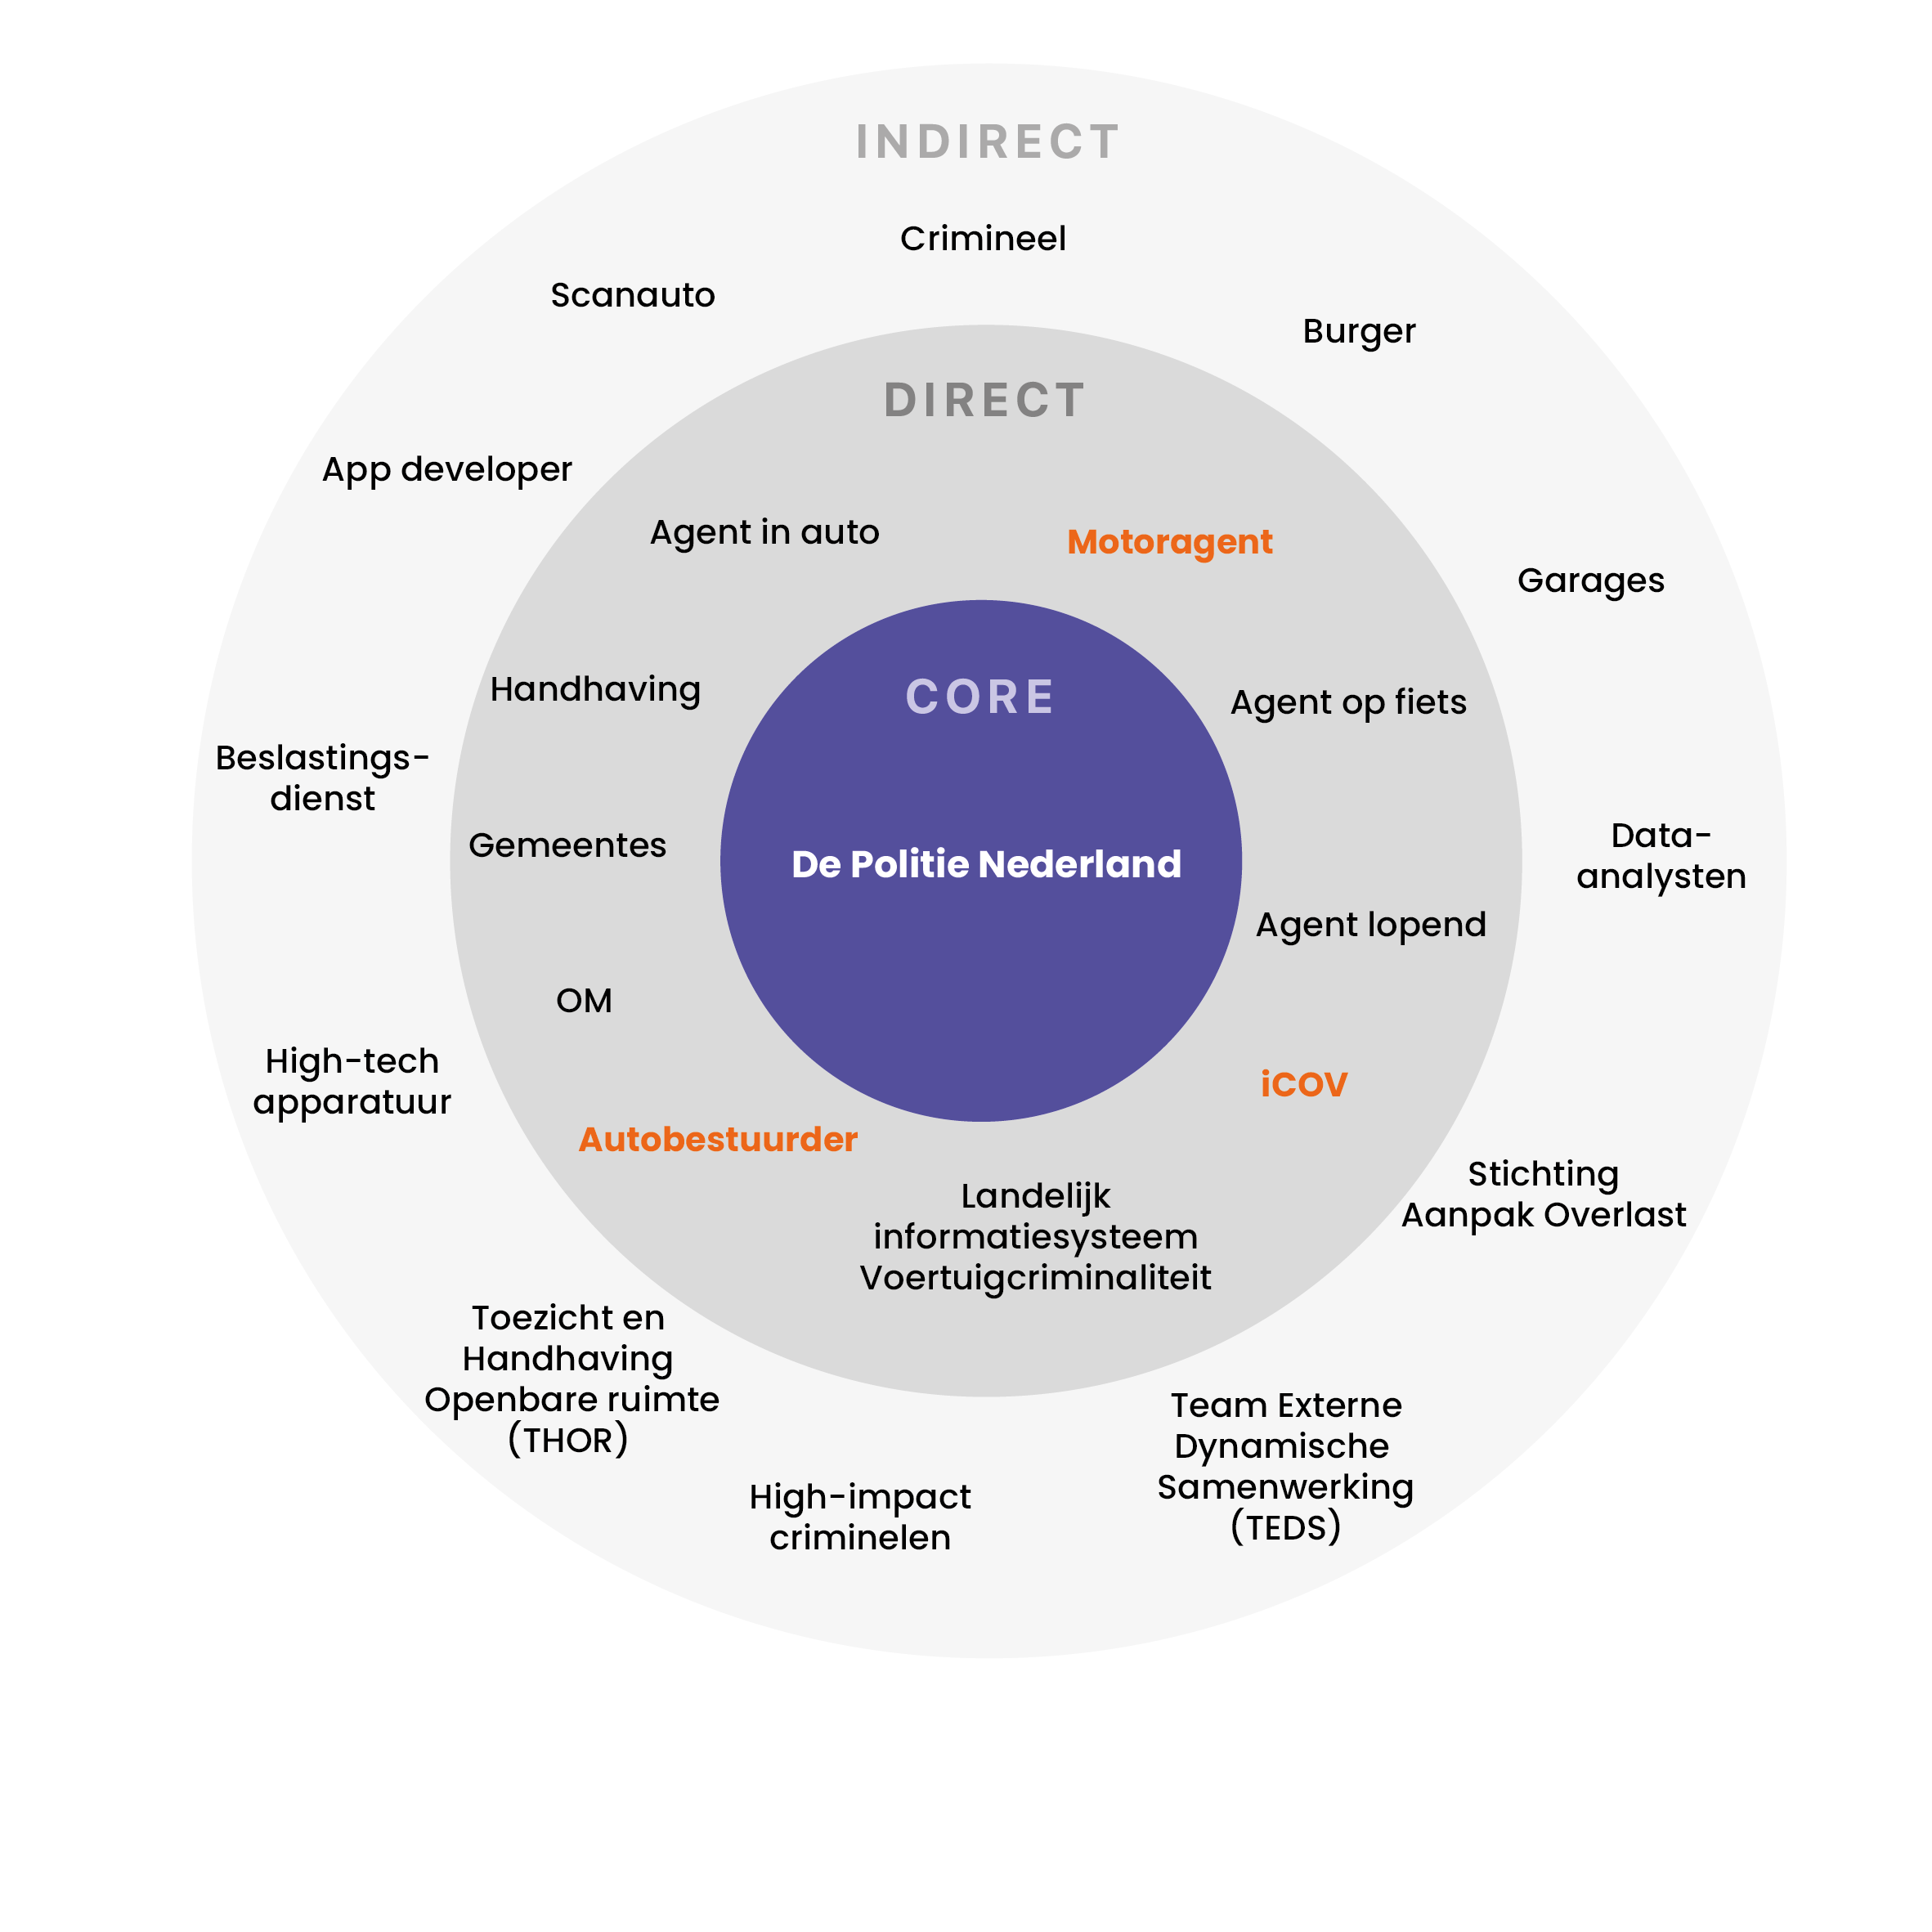 INDIRECT
Crimineel
Scanauto
Burger
DIRECT
App developer
Agent in auto
Motoragent
Garages
Handhaving
CORE
Agent op fiets
Beslastings-
dienst
Gemeentes
De Politie Nederland
Data-
analysten
Agent lopend
OM
High-tech
apparatuur
iCOV
Autobestuurder
Landelijk
informatiesysteem
Voertuigcriminaliteit
Stichting
Aanpak Overlast
Toezicht en
Handhaving
Openbare ruimte
(THOR)
Team Externe
Dynamische
Samenwerking
(TEDS)
High-impact
criminelen